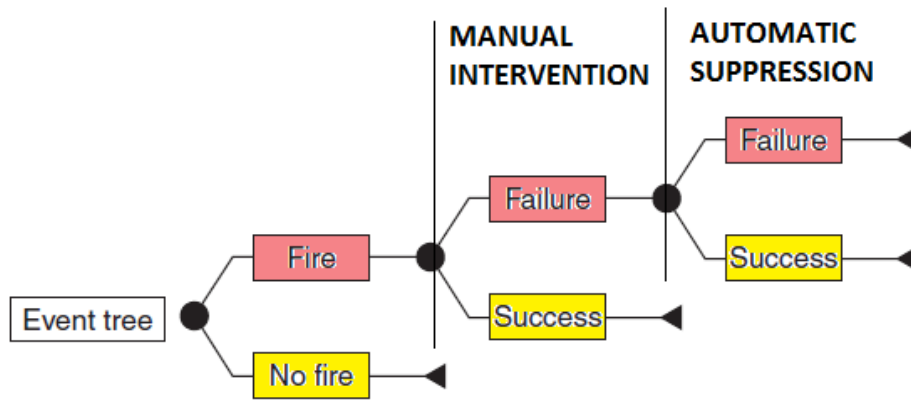 MANUAL
INTERVENTION
AUTOMATIC
SUPPRESSION
Failure
Failure
Fire
Success
Event tree
Success
No fire